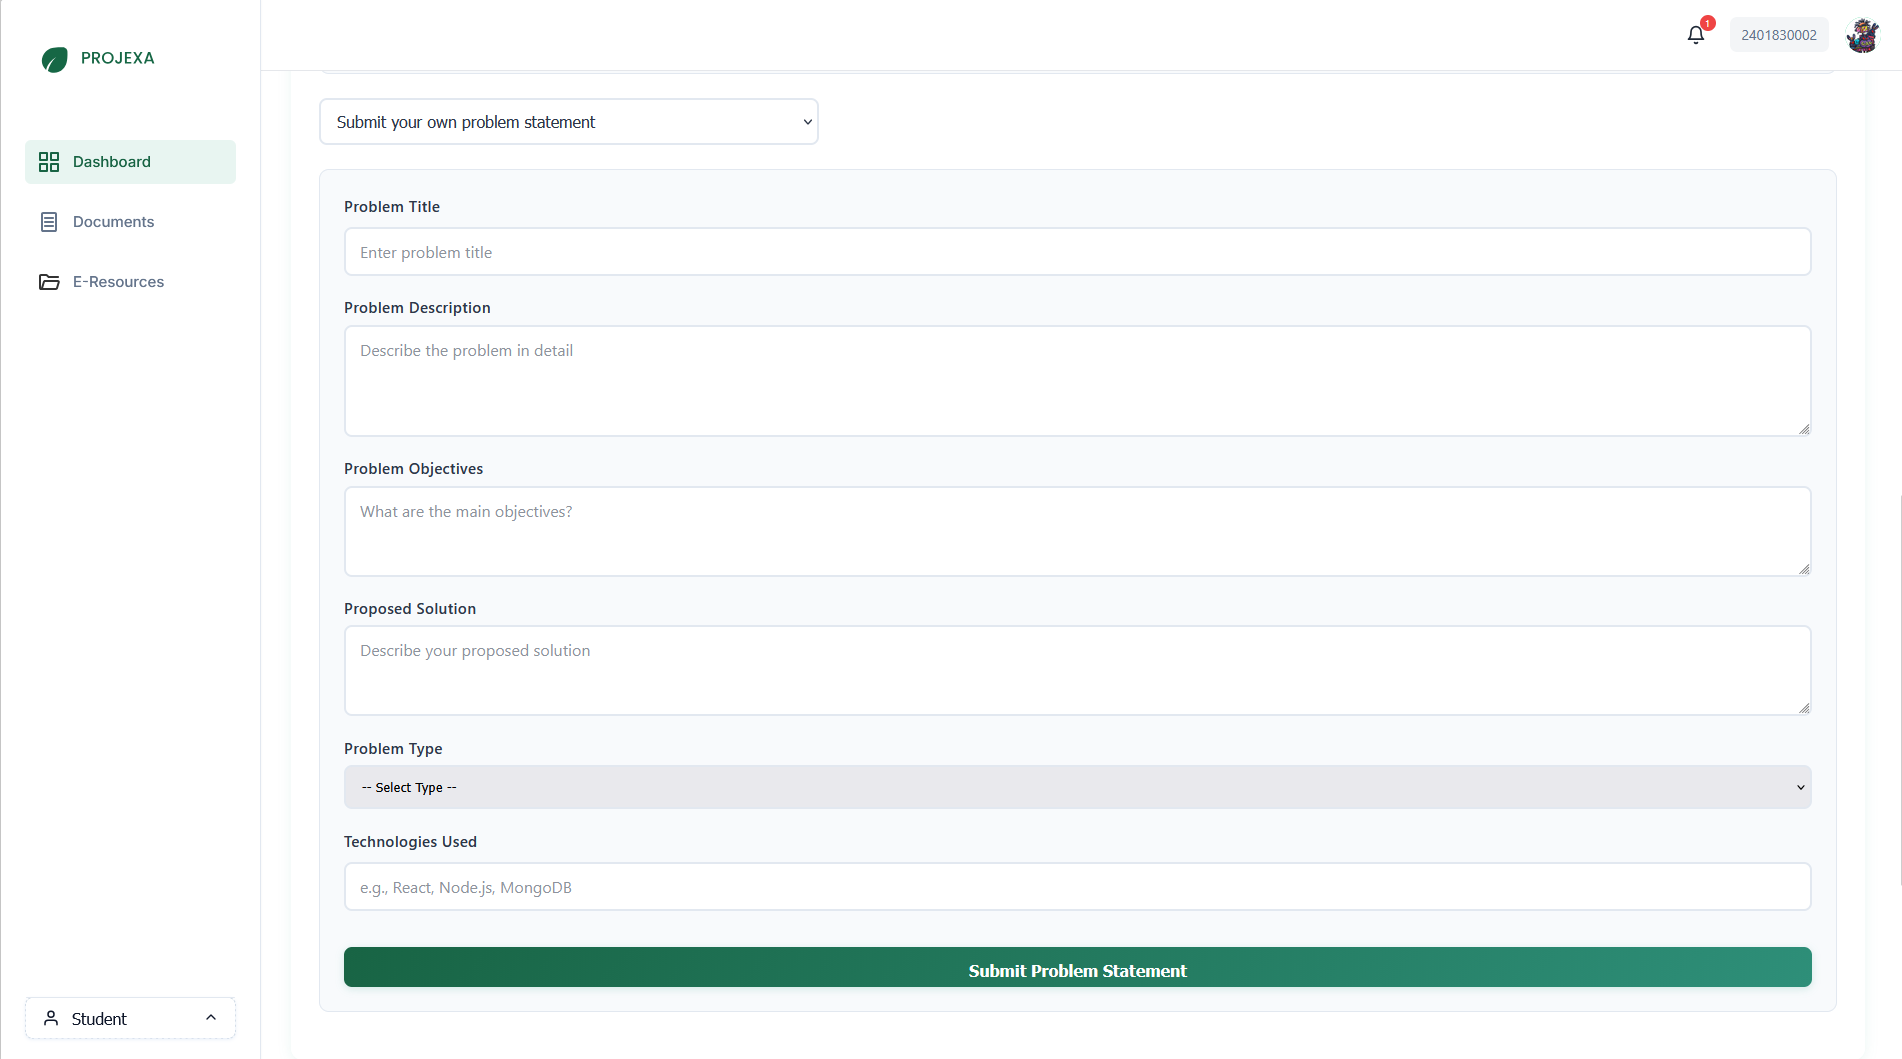 PROJEXA
1
2401830002
Dashboard
Documents
E-Resources
Submit your own problem statement
Problem Title
Enter problem title
Problem Description
Describe the problem in detail
Problem Objectives
What are the main objectives?
Proposed Solution
Describe your proposed solution
Problem Type
-- Select Type --
Technologies Used
e.g., React, Node.js, MongoDB
Submit Problem Statement
Student